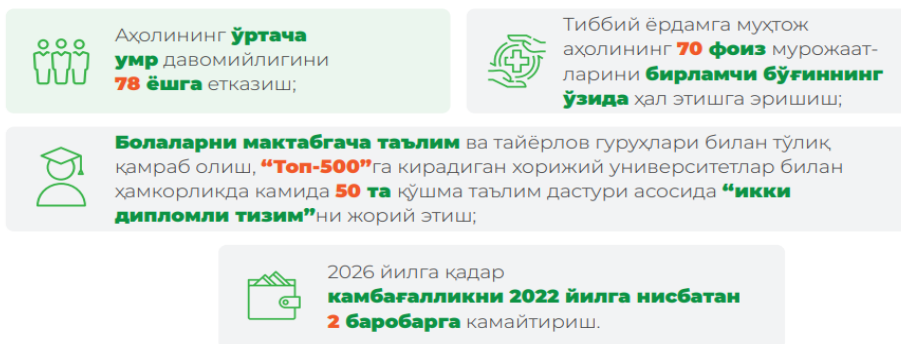 Аҳолининг ўртача
умр давомийлигини
78 ёшга етказиш;
Тиббий ёрдамга муҳтож
аҳолининг 70 фоиз мурожаат-
ларини бирламчи бўғиннинг
ўзида ҳал этишга эришиш;
Болаларни мактабгача таълим ва тайёрлов гуруҳлари билан тўлиқ
қамраб олиш, “Топ-500”га кирадиган хорижий университетлар билан
ҳамкорликда камида 50 та қўшма таълим дастури асосида “икки
дипломли тизим”ни жорий этиш;
2026 йилга қадар
камбағалликни 2022 йилга нисбатан
2 баробарга камайтириш.